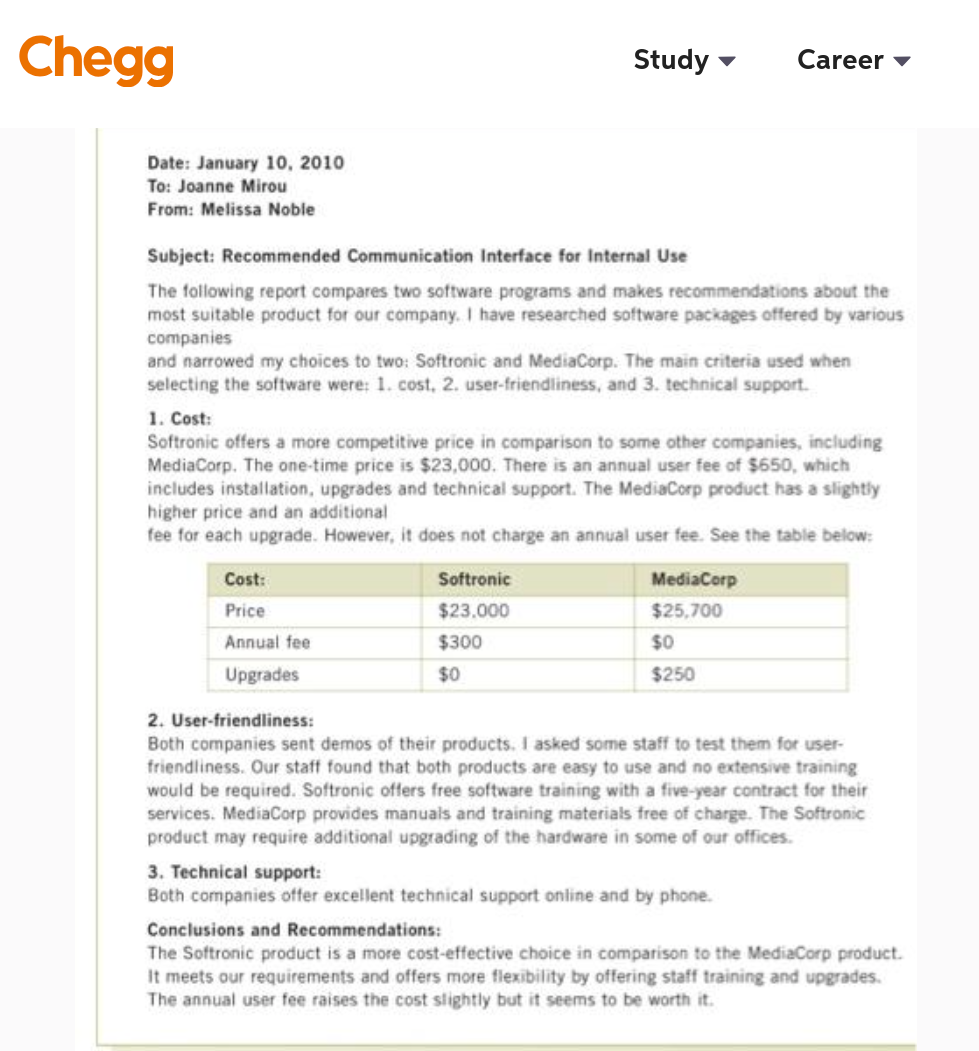 Chegg
Study Career
Date: January 10, 2010
To: Joanne Mirou
From: Melissa Noble
Subject: Recommended Communication Interface for Internal Use
The following report compares two software programs and makes recommendations about the
most suitable product for our company. I have researched software packages offered by various
companies
and narrowed my choices to two: Softronic and MediaCorp. The main criteria used when
selecting the software were: 1. cost, 2. user-friendliness, and 3. technical support.
1. Cost:
Softronic offers a more competitive price in comparison to some other companies, including
MediaCorp. The one-time price is $23,000. There is an annual user fee of $650, which
includes installation, upgrades and technical support. The MediaCorp product has a slightly
higher price and an additional
fee for each upgrade. However, it does not charge an annual user fee. See the table below:
Cost: Softronic MediaCorp
Price $23,000 $25,700
Annual fee $300 $0
Upgrades $0 $250
2. User-friendliness:
Both companies sent demos of their products. I asked some staff to test them for user-
friendliness. Our staff found that both products are easy to use and no extensive training
would be required. Softronic offers free software training with a five-year contract for their
services. MediaCorp provides manuals and training materials free of charge. The Softronic
product may require additional upgrading of the hardware in some of our offices.
3. Technical support:
Both companies offer excellent technical support online and by phone.
Conclusions and Recommendations:
The Softronic product is a more cost-effective choice in comparison to the MediaCorp product.
It meets our requirements and offers more flexibility by offering staff training and upgrades.
The annual user fee raises the cost slightly but it seems to be worth it.